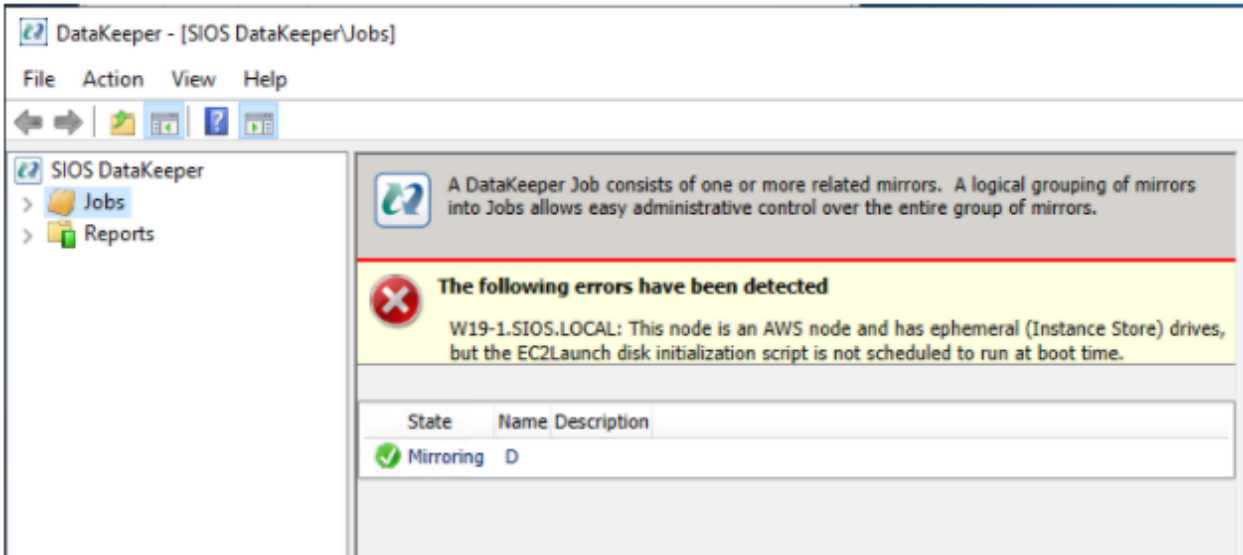 DataKeeper - [SIOS DataKeeper\Jobs]
File Action View Help
SIOS DataKeeper
Jobs
Reports
A DataKeeper Job consists of one or more related mirrors. A logical grouping of mirrors
into Jobs allows easy administrative control over the entire group of mirrors.
The following errors have been detected
W19-1.SIOS.LOCAL: This node is an AWS node and has ephemeral (Instance Store) drives,
but the EC2Launch disk initialization script is not scheduled to run at boot time.
State Name Description
Mirroring D